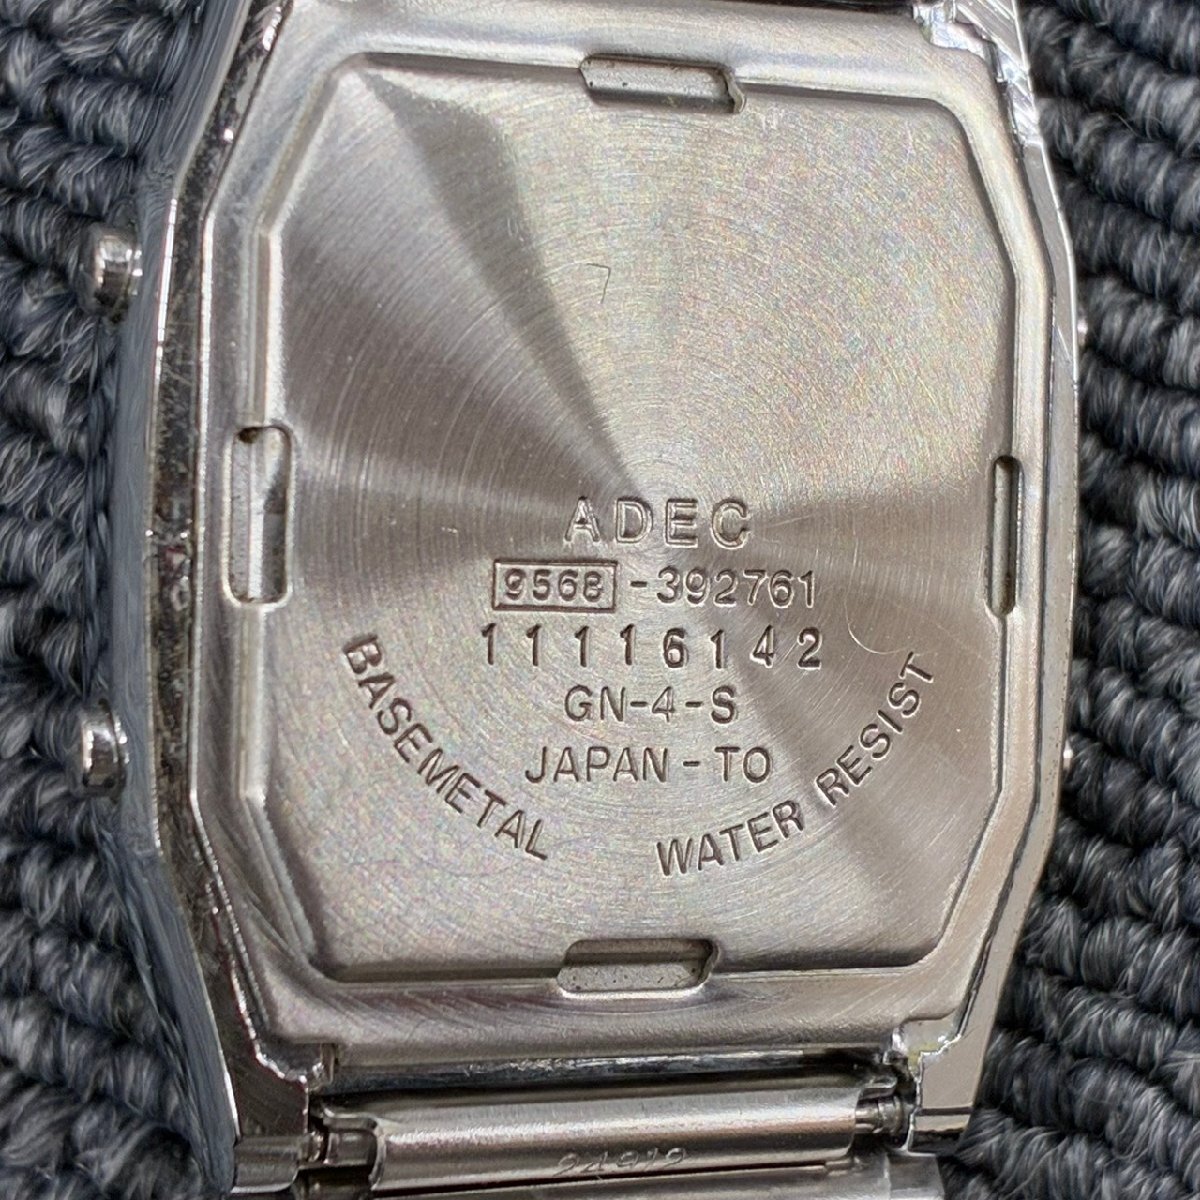 ADEC
9568-392761
11116142
GN-4-S
JAPAN-TO
BASEMETAL
WATER RESIST